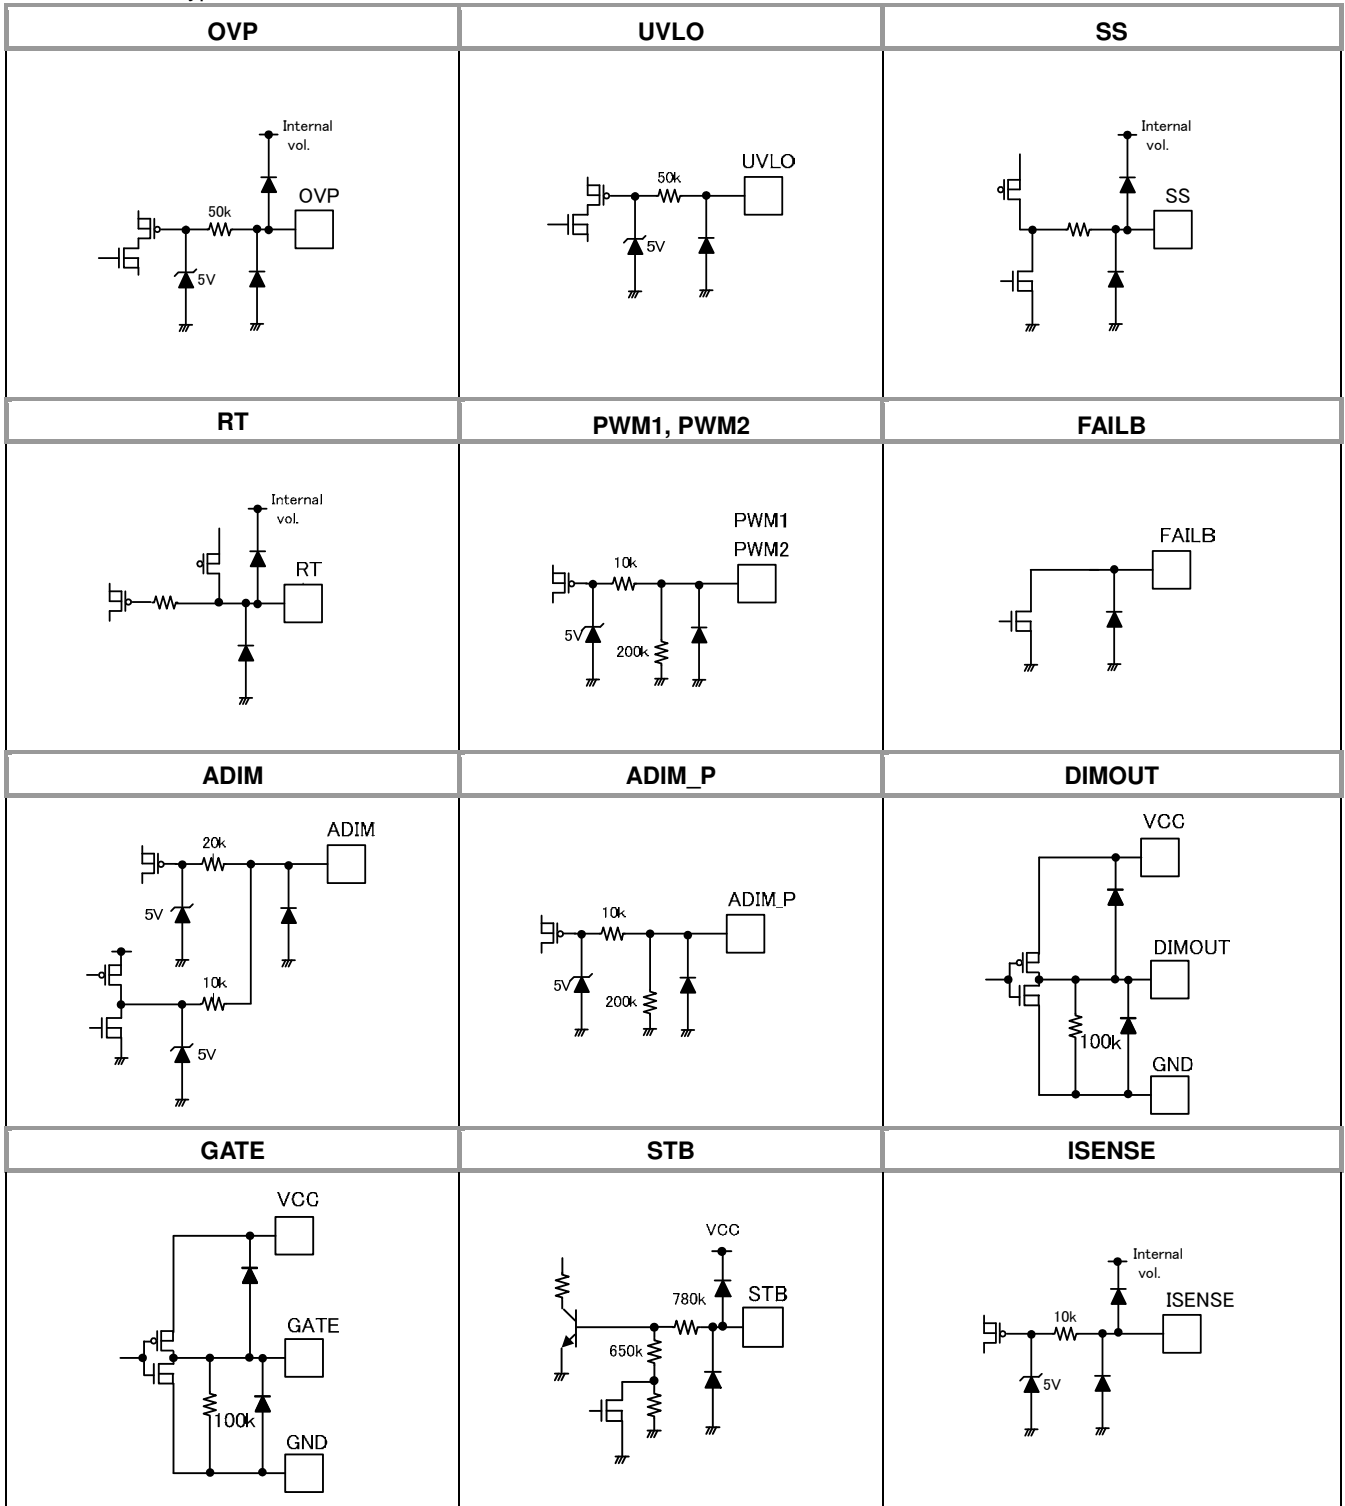 OVP
UVLO
SS
Internal
vol.
OVP
50k
5V
UVLO
50k
5V
Internal
vol.
SS
RT
PWM1, PWM2
FAILB
Internal
vol.
RT
PWM1
PWM2
10k
5V
200k
FAILB
ADIM
ADIM_P
DIMOUT
ADIM
20k
5V
10k
5V
ADIM_P
10k
5V
200k
VCC
DIMOUT
100k
GND
GATE
STB
ISENSE
VCC
GATE
100k
GND
VCC
STB
780k
650k
Internal
vol.
ISENSE
10k
5V